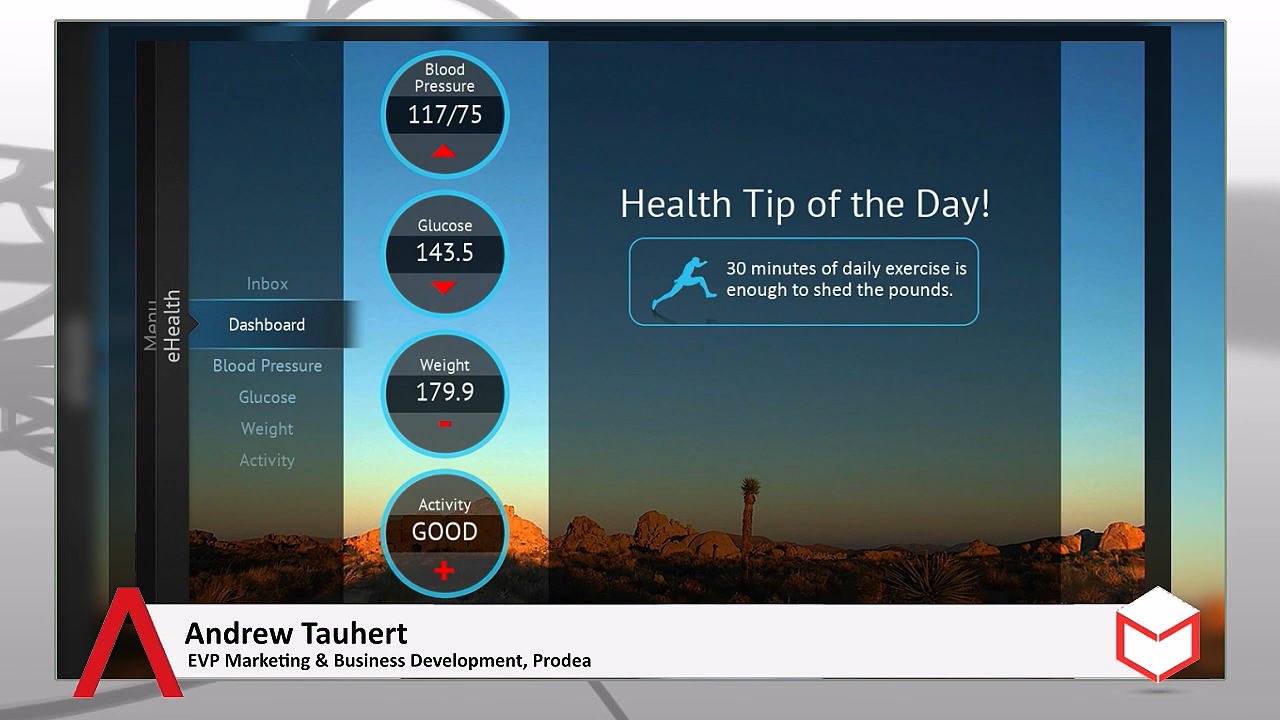 Menu
eHealth
Inbox
Dashboard
Blood Pressure
Glucose
Weight
Activity
Blood
Pressure
117/75
Glucose
143.5
Weight
179.9
-
Activity
GOOD
+
Health Tip of the Day!
30 minutes of daily exercise is
enough to shed the pounds.
Andrew Tauhert
EVP Marketing & Business Development, Prodea